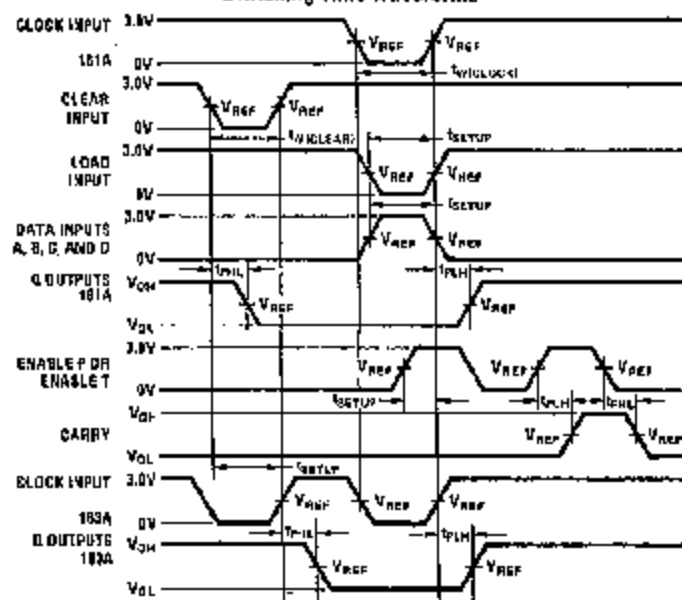 Switching Time Waveforms
CLOCK INPUT
161A
3.0V
0V
VREF
VREF
tW(CLOCK)
CLEAR
INPUT
3.0V
0V
VREF
VREF
tW(CLEAR)
tSETUP
LOAD
INPUT
3.0V
0V
VREF
VREF
tSETUP
DATA INPUTS
A, B, C, AND D
3.0V
0V
VREF
VREF
tPHL
tPLH
Q OUTPUTS
161A
VOH
VOL
VREF
VREF
ENABLE P OR
ENABLE T
3.0V
0V
VREF
VREF
VREF
tSETUP
tPLH
tPHL
CARRY
VOH
VOL
VREF
VREF
tSETUP
CLOCK INPUT
163A
3.0V
0V
VREF
VREF
VREF
tPHL
tPLH
Q OUTPUTS
163A
VOH
VOL
VREF
VREF